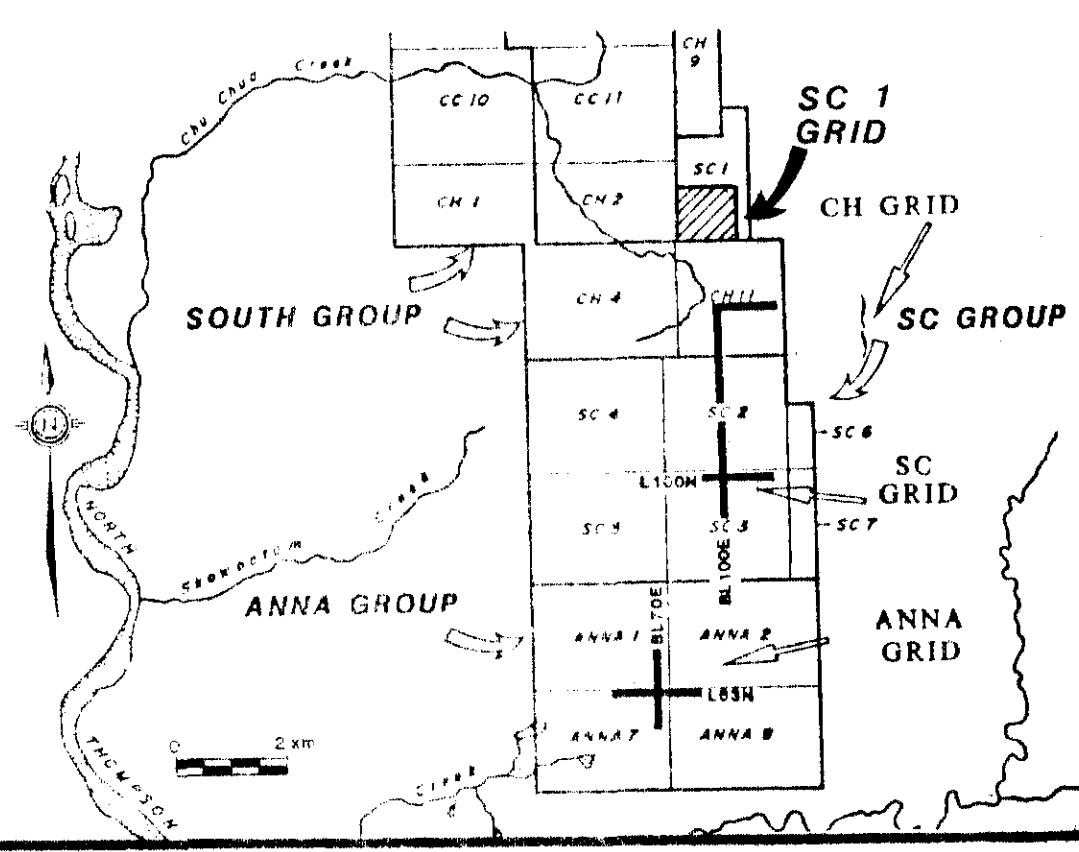 Chu Chua Creek
CH 9
CC 10
CC 11
SC 1
GRID
SC 1
CH 1
CH 2
CH GRID
CH 4
CH 11
SOUTH GROUP
SC GROUP
SC 4
SC 2
SC 6
N
L100N
SC
GRID
NORTH
Creek
SC 3
SC 7
BL100E
ANNA GROUP
BL70E
ANNA 1
ANNA 2
ANNA
GRID
ANNA 7
ANNA 8
0 2 km
THOMPSON
Creek